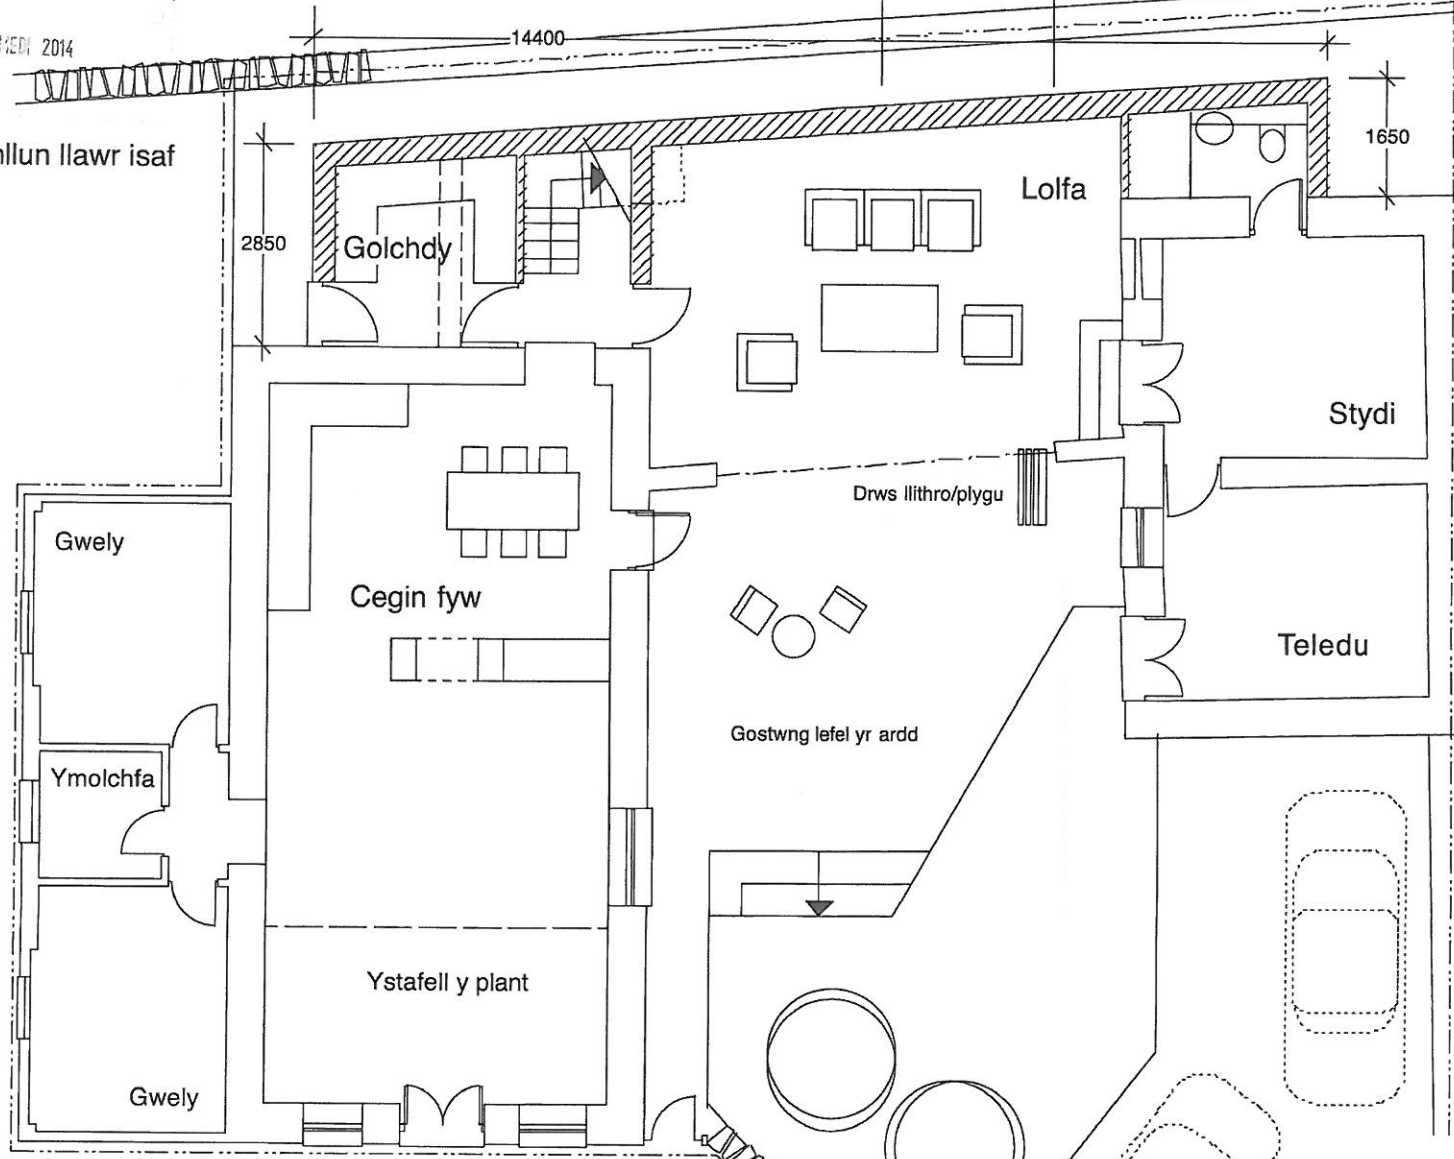 2014
14400
llun llawr isaf
1650
Lolfa
2850
Golchdy
Stydi
Drws llithro/plygu
Gwely
Cegin fyw
Teledu
Gostwng lefel yr ardd
Ymolchfa
Ystafell y plant
Gwely